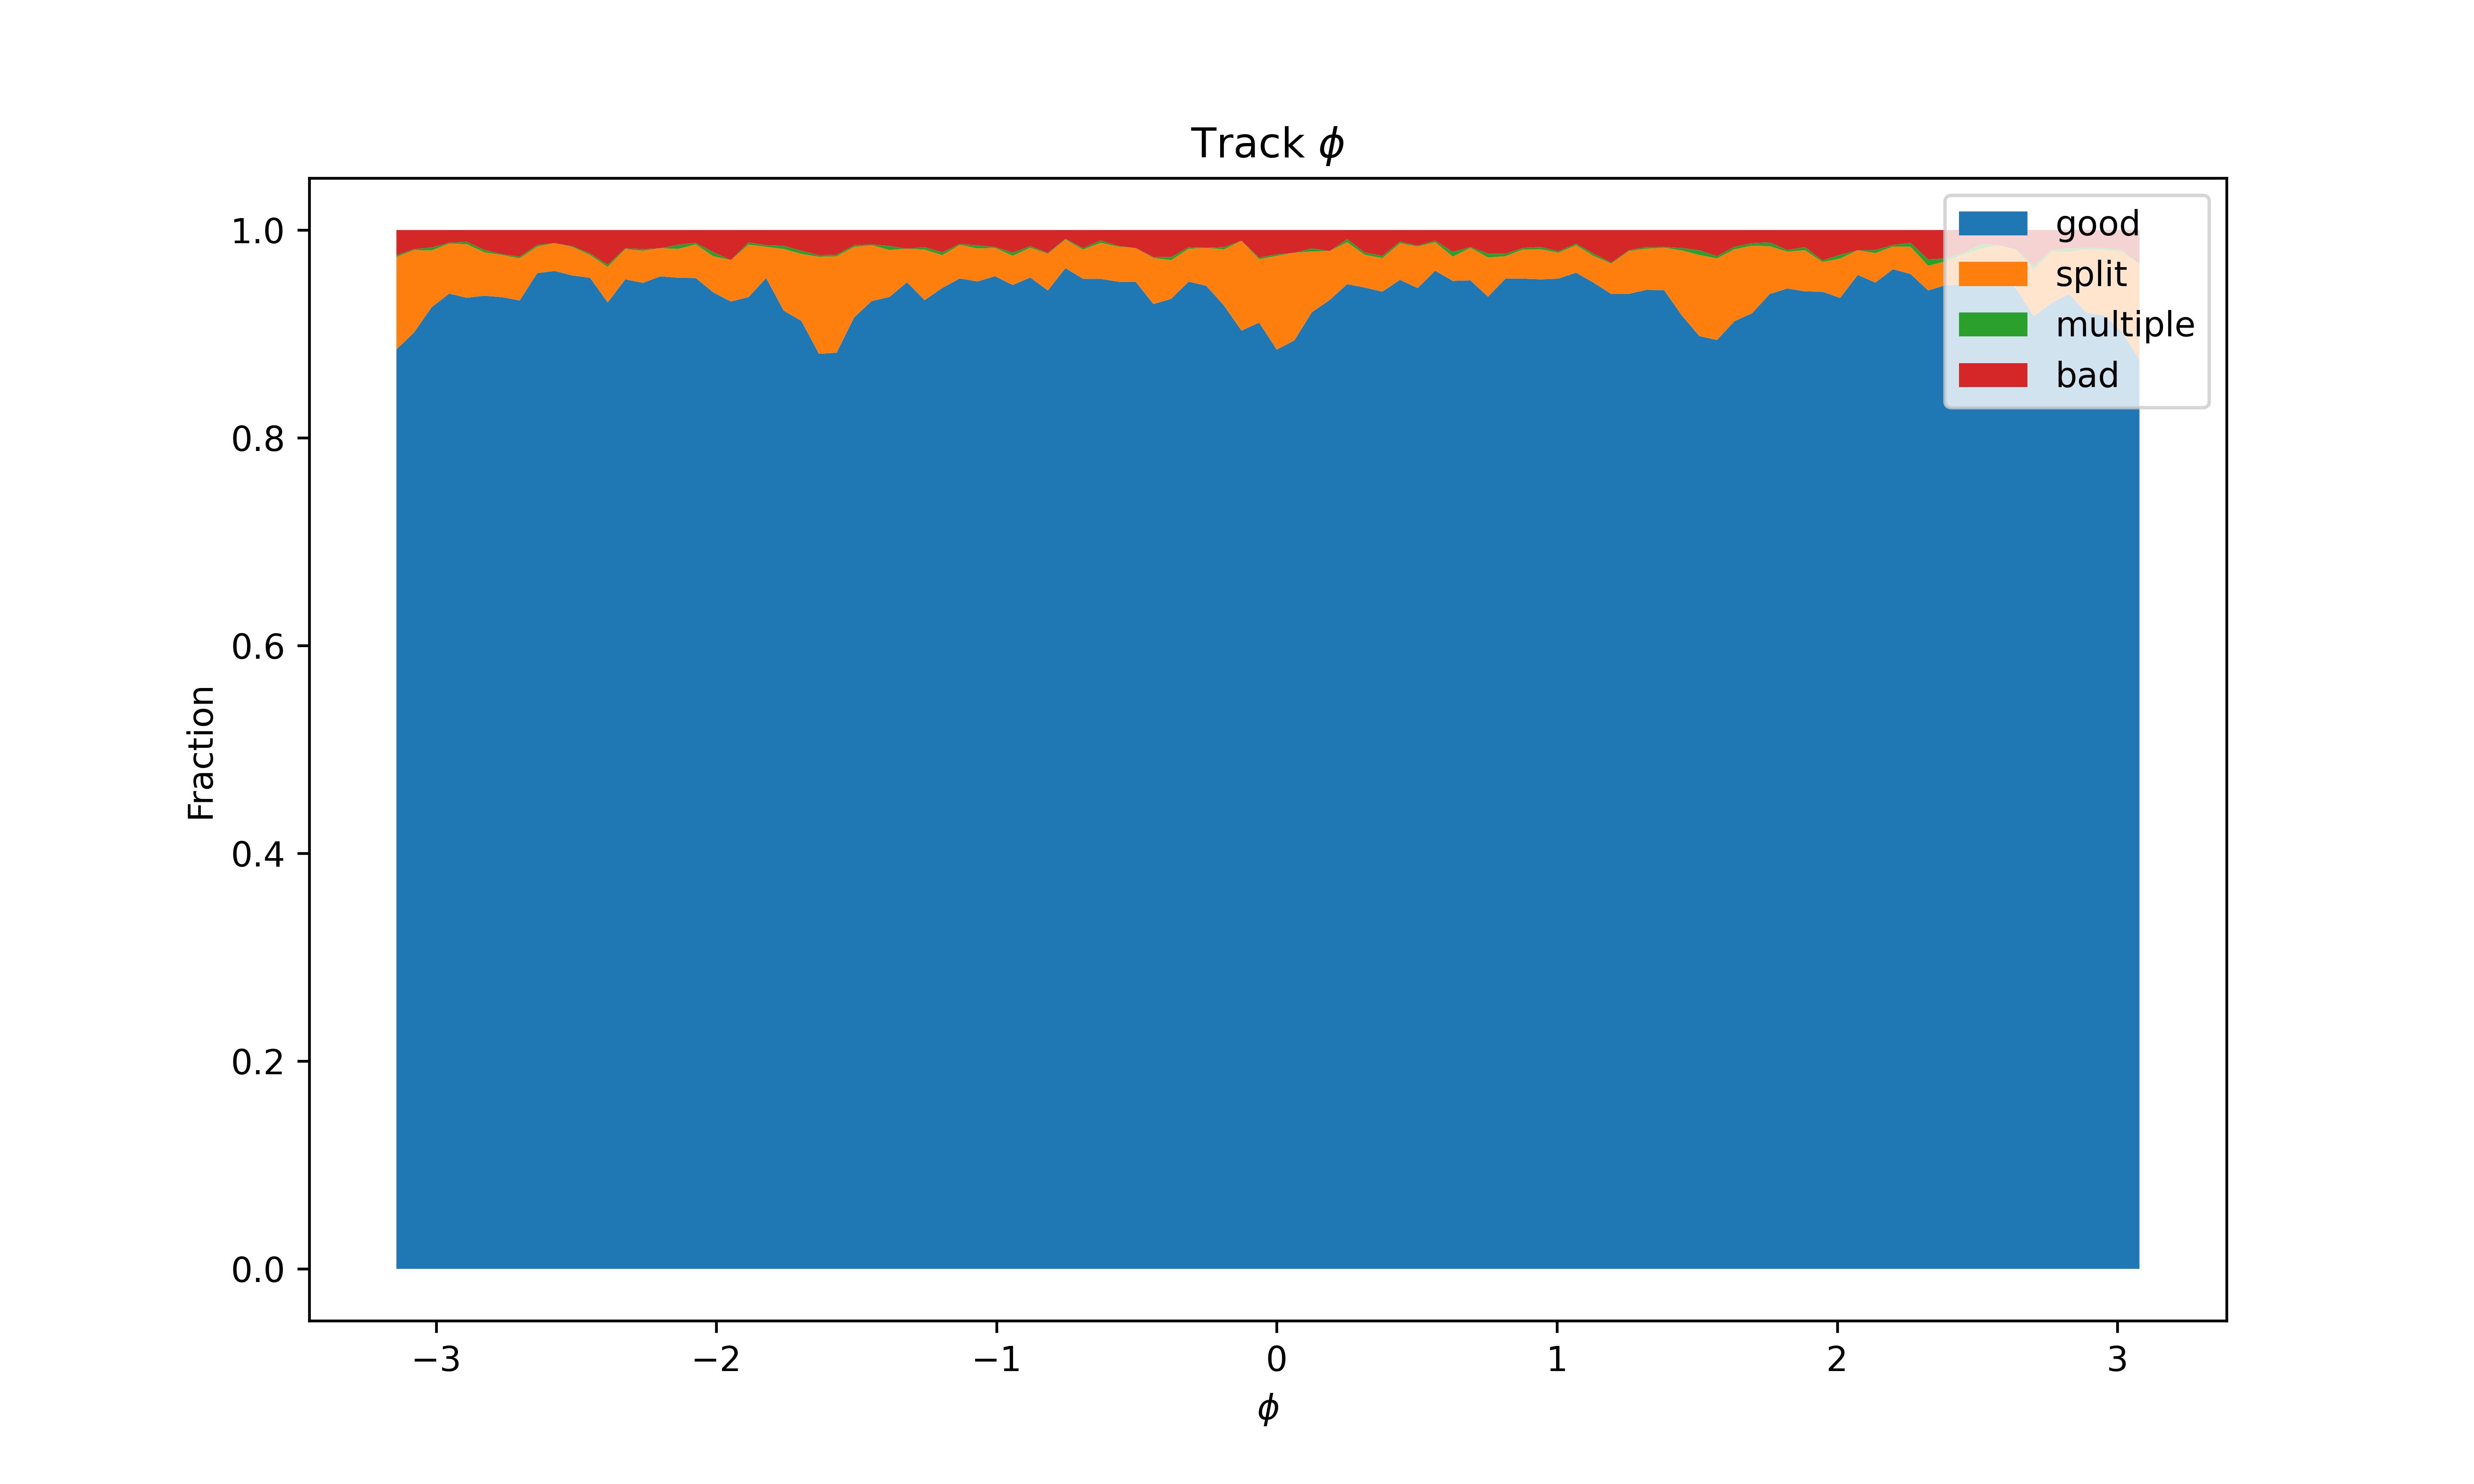 Track ϕ
1.0
0.8
0.6
0.4
0.2
0.0
Fraction
good
split
multiple
bad
−3 −2 −1 0 1 2 3
ϕ